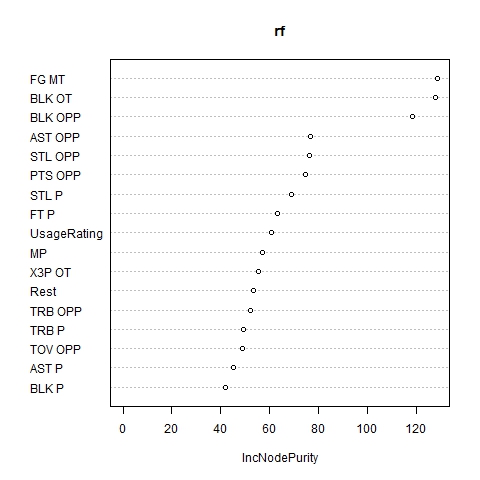 rf
FG MT
BLK OT
BLK OPP
AST OPP
STL OPP
PTS OPP
STL P
FT P
UsageRating
MP
X3P OT
Rest
TRB OPP
TRB P
TOV OPP
AST P
BLK P
0 20 40 60 80 100 120
IncNodePurity